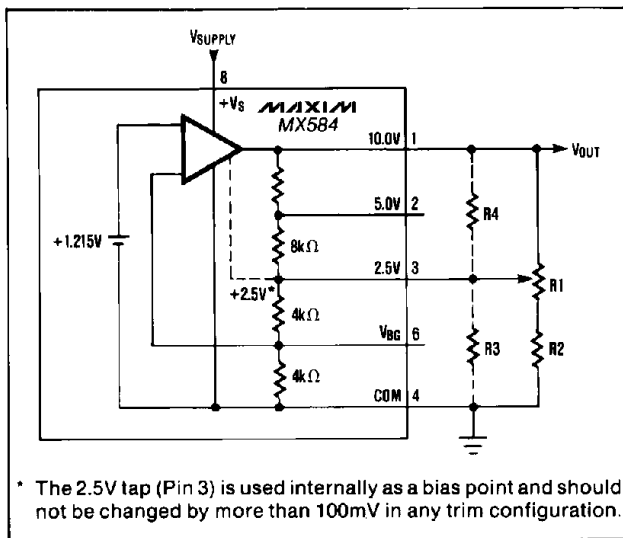 VSUPPLY
8
+VS MAXIM
MX584
10.0V 1
VOUT
5.0V 2
R4
8kΩ
+1.215V
2.5V 3
R1
+2.5V*
4kΩ
VBG 6
R3
R2
4kΩ
COM 4
* The 2.5V tap (Pin 3) is used internally as a bias point and should
not be changed by more than 100mV in any trim configuration.